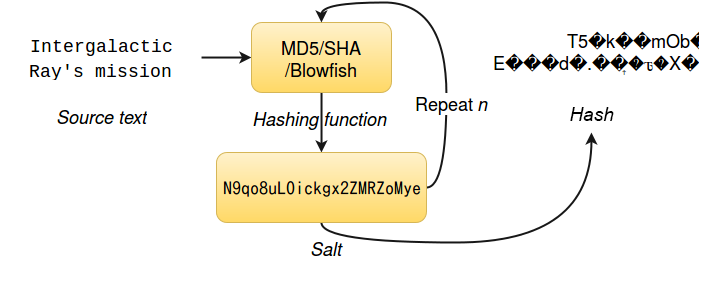 Intergalactic
Ray's mission
Source text
MD5/SHA
/Blowfish
Hashing function
Repeat n
N9qo8uLOickgx2ZMRZoMye
Salt
T5�k��mOb�
E���d�.���ʦ�X�
Hash